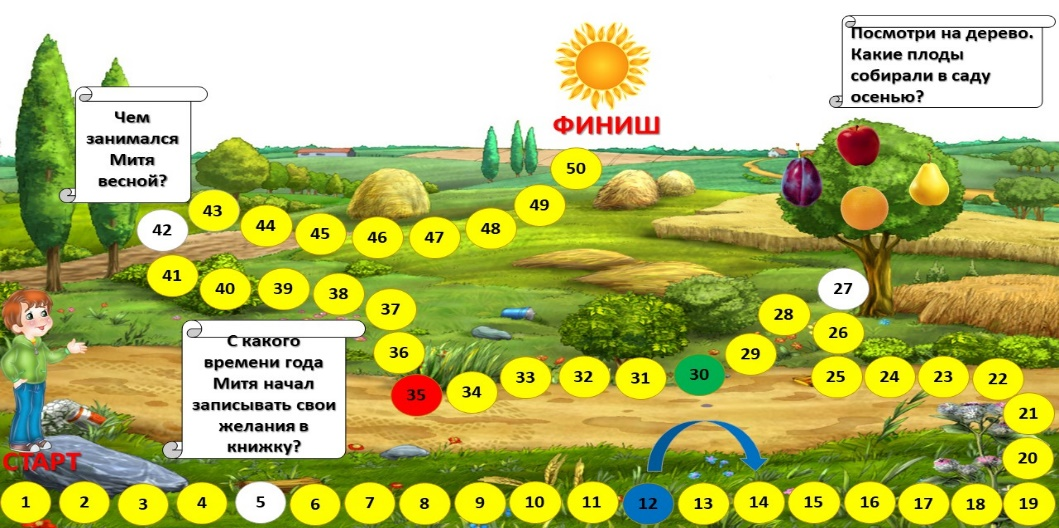 Посмотри на дерево.
Какие плоды
собирали в саду
осенью?
Чем
занимался
Митя
весной?
ФИНИШ
50
49
48
47
46
45
44
43
42
41
40
39
38
37
36
35
34
33
32
31
30
29
28
27
26
25
24
23
22
21
20
С какого
времени года
Митя начал
записывать свои
желания в
книжку?
СТАРТ
1 2 3 4 5 6 7 8 9 10 11 12 13 14 15 16 17 18 19